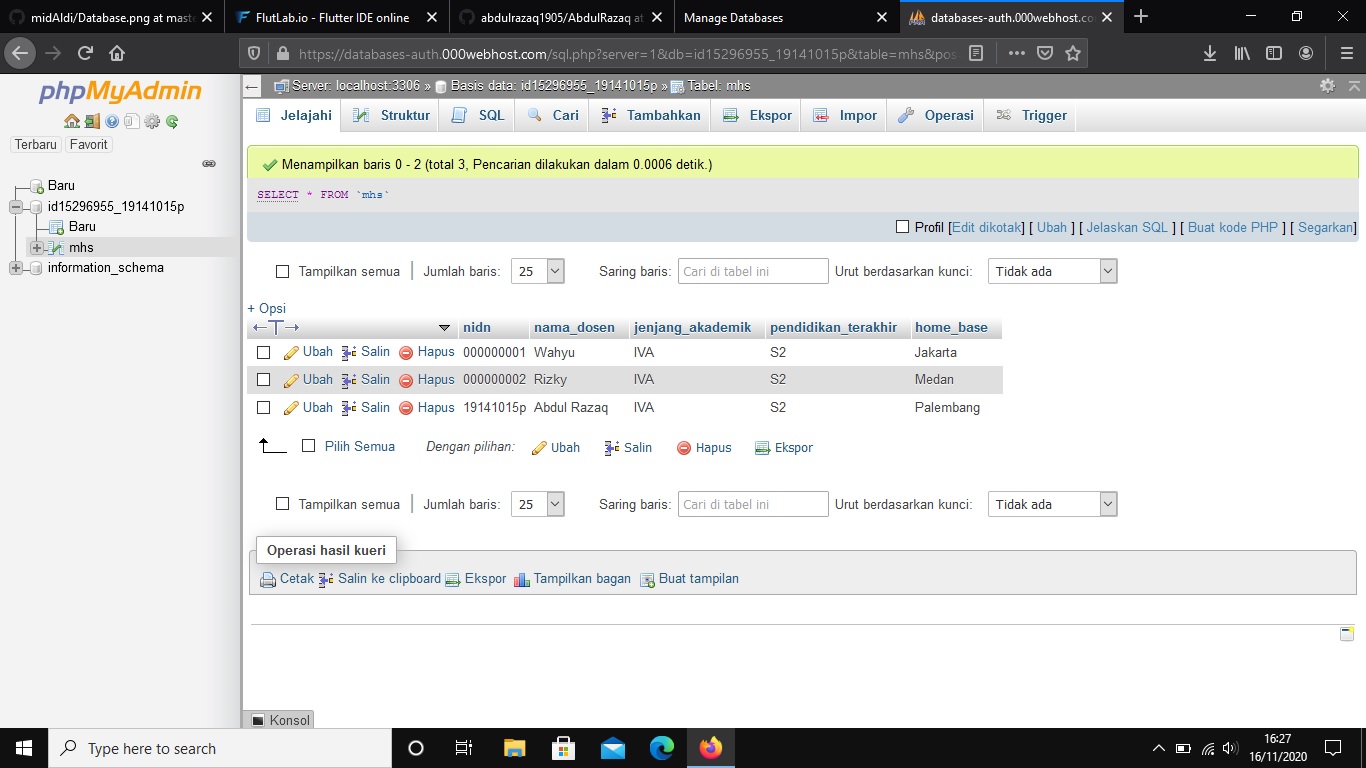 midAldi/Database.png at mast
FlutLab.io - Flutter IDE online
abdulrazaq1905/AbdulRazaq at
Manage Databases
databases-auth.000webhost.co
https://databases-auth.000webhost.com/sql.php?server=1&db=id15296955_19141015p&table=mhs&pos
phpMyAdmin
Terbaru Favorit
Baru
id15296955_19141015p
Baru
mhs
information_schema
Server: localhost:3306 » Basis data: id15296955_19141015p » Tabel: mhs
Jelajahi Struktur SQL Cari Tambahkan Ekspor Impor Operasi Trigger
Menampilkan baris 0 - 2 (total 3, Pencarian dilakukan dalam 0.0006 detik.)
SELECT * FROM `mhs`
Profil [Edit dikotak] [ Ubah ] [ Jelaskan SQL ] [ Buat kode PHP ] [ Segarkan]
Tampilkan semua | Jumlah baris: 25 Saring baris: Cari di tabel ini Urut berdasarkan kunci: Tidak ada
+ Opsi
←T→ nidn nama_dosen jenjang_akademik pendidikan_terakhir home_base
Ubah Salin Hapus 000000001 Wahyu IVA S2 Jakarta
Ubah Salin Hapus 000000002 Rizky IVA S2 Medan
Ubah Salin Hapus 19141015p Abdul Razaq IVA S2 Palembang
Pilih Semua Dengan pilihan: Ubah Salin Hapus Ekspor
Tampilkan semua | Jumlah baris: 25 Saring baris: Cari di tabel ini Urut berdasarkan kunci: Tidak ada
Operasi hasil kueri
Cetak Salin ke clipboard Ekspor Tampilkan bagan Buat tampilan
Konsol
Type here to search
16:27
16/11/2020